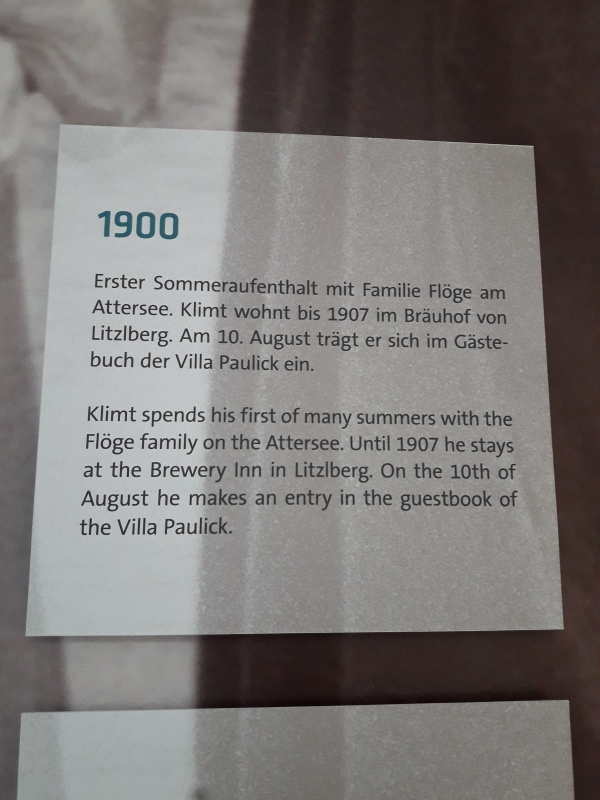 1900
Erster Sommeraufenthalt mit Familie Flöge am
Attersee. Klimt wohnt bis 1907 im Bräuhof von
Litzlberg. Am 10. August trägt er sich im Gäste-
buch der Villa Paulick ein.
Klimt spends his first of many summers with the
Flöge family on the Attersee. Until 1907 he stays
at the Brewery Inn in Litzlberg. On the 10th of
August he makes an entry in the guestbook of
the Villa Paulick.